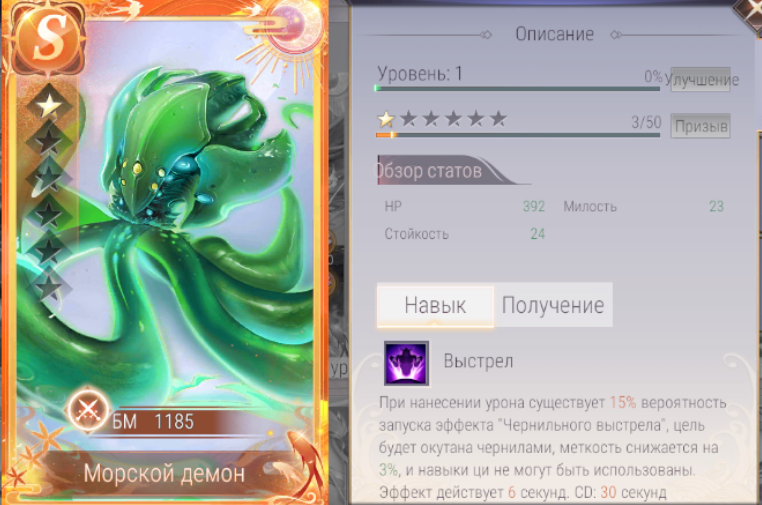 S
БМ 1185
Морской демон
Описание
Уровень: 1
0%
Улучшение
3/50
Призыв
Обзор статов
HP 392 Милость 23
Стойкость 24
Навык Получение
Выстрел
При нанесении урона существует 15% вероятность
запуска эффекта "Чернильного выстрела", цель
будет окутана чернилами, меткость снижается на
3%, и навыки ци не могут быть использованы.
Эффект действует 6 секунд. CD: 30 секунд